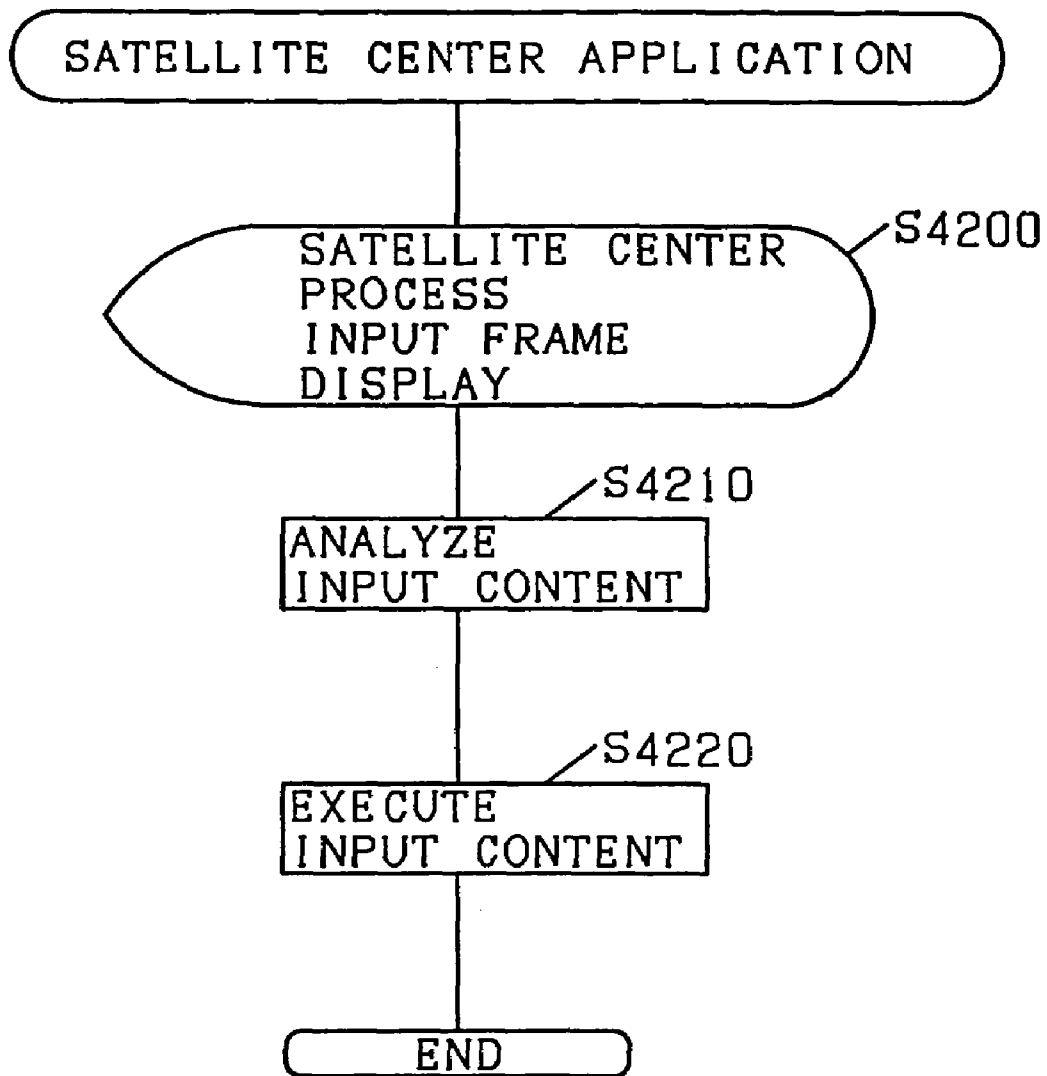 SATELLITE CENTER APPLICATION
S4200
SATELLITE CENTER
PROCESS
INPUT FRAME
DISPLAY
S4210
ANALYZE
INPUT CONTENT
S4220
EXECUTE
INPUT CONTENT
END